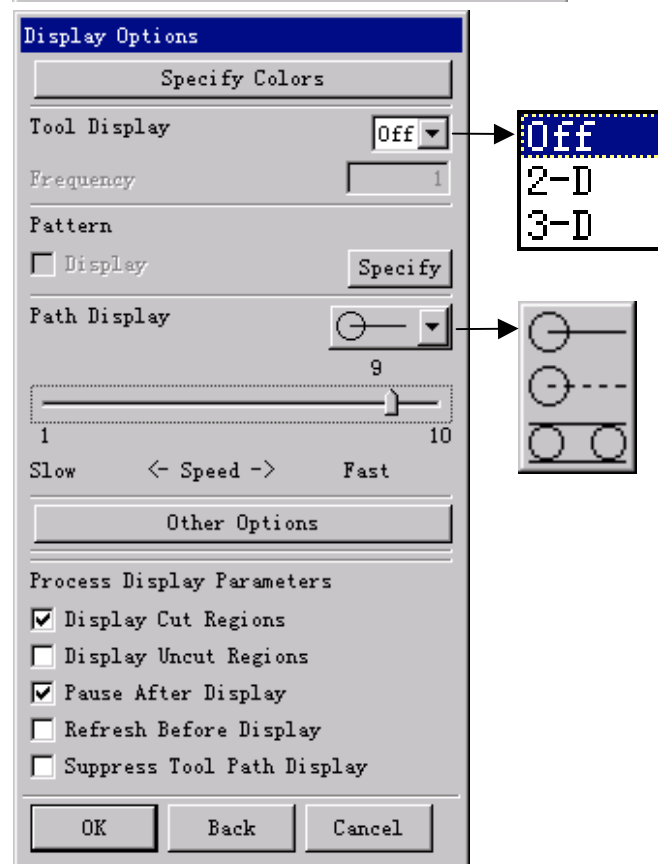 Display Options
Specify Colors
Tool Display
Off
Frequency
1
Pattern
Display
Specify
Path Display
9
1
10
Slow
<- Speed ->
Fast
Other Options
Process Display Parameters
Display Cut Regions
Display Uncut Regions
Pause After Display
Refresh Before Display
Suppress Tool Path Display
OK
Back
Cancel
Off
2-D
3-D